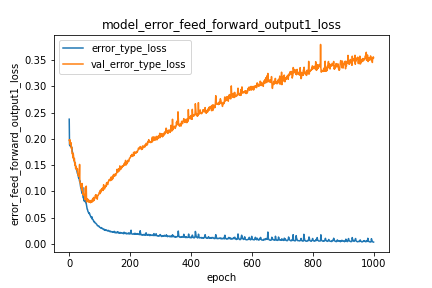 model_error_feed_forward_output1_loss
error_type_loss
val_error_type_loss
error_feed_forward_output1_loss
0.35
0.30
0.25
0.20
0.15
0.10
0.05
0.00
0 200 400 600 800 1000
epoch